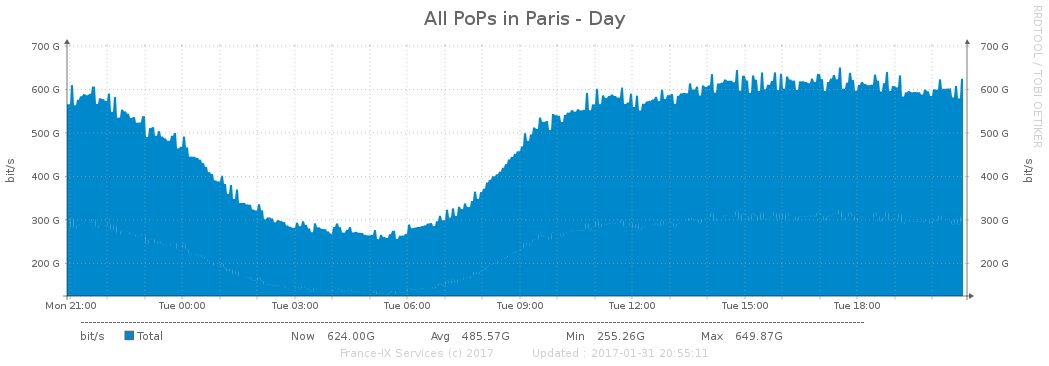 All PoPs in Paris - Day
RRDTOOL / TOBI OETIKER
700 G 700 G
600 G 600 G
500 G 500 G
400 G 400 G
300 G 300 G
200 G 200 G
bit/s bit/s
Mon 21:00 Tue 00:00 Tue 03:00 Tue 06:00 Tue 09:00 Tue 12:00 Tue 15:00 Tue 18:00
bit/s Total Now 624.00G Avg 485.57G Min 255.26G Max 649.87G
France-IX Services (c) 2017 Updated : 2017-01-31 20:55:11